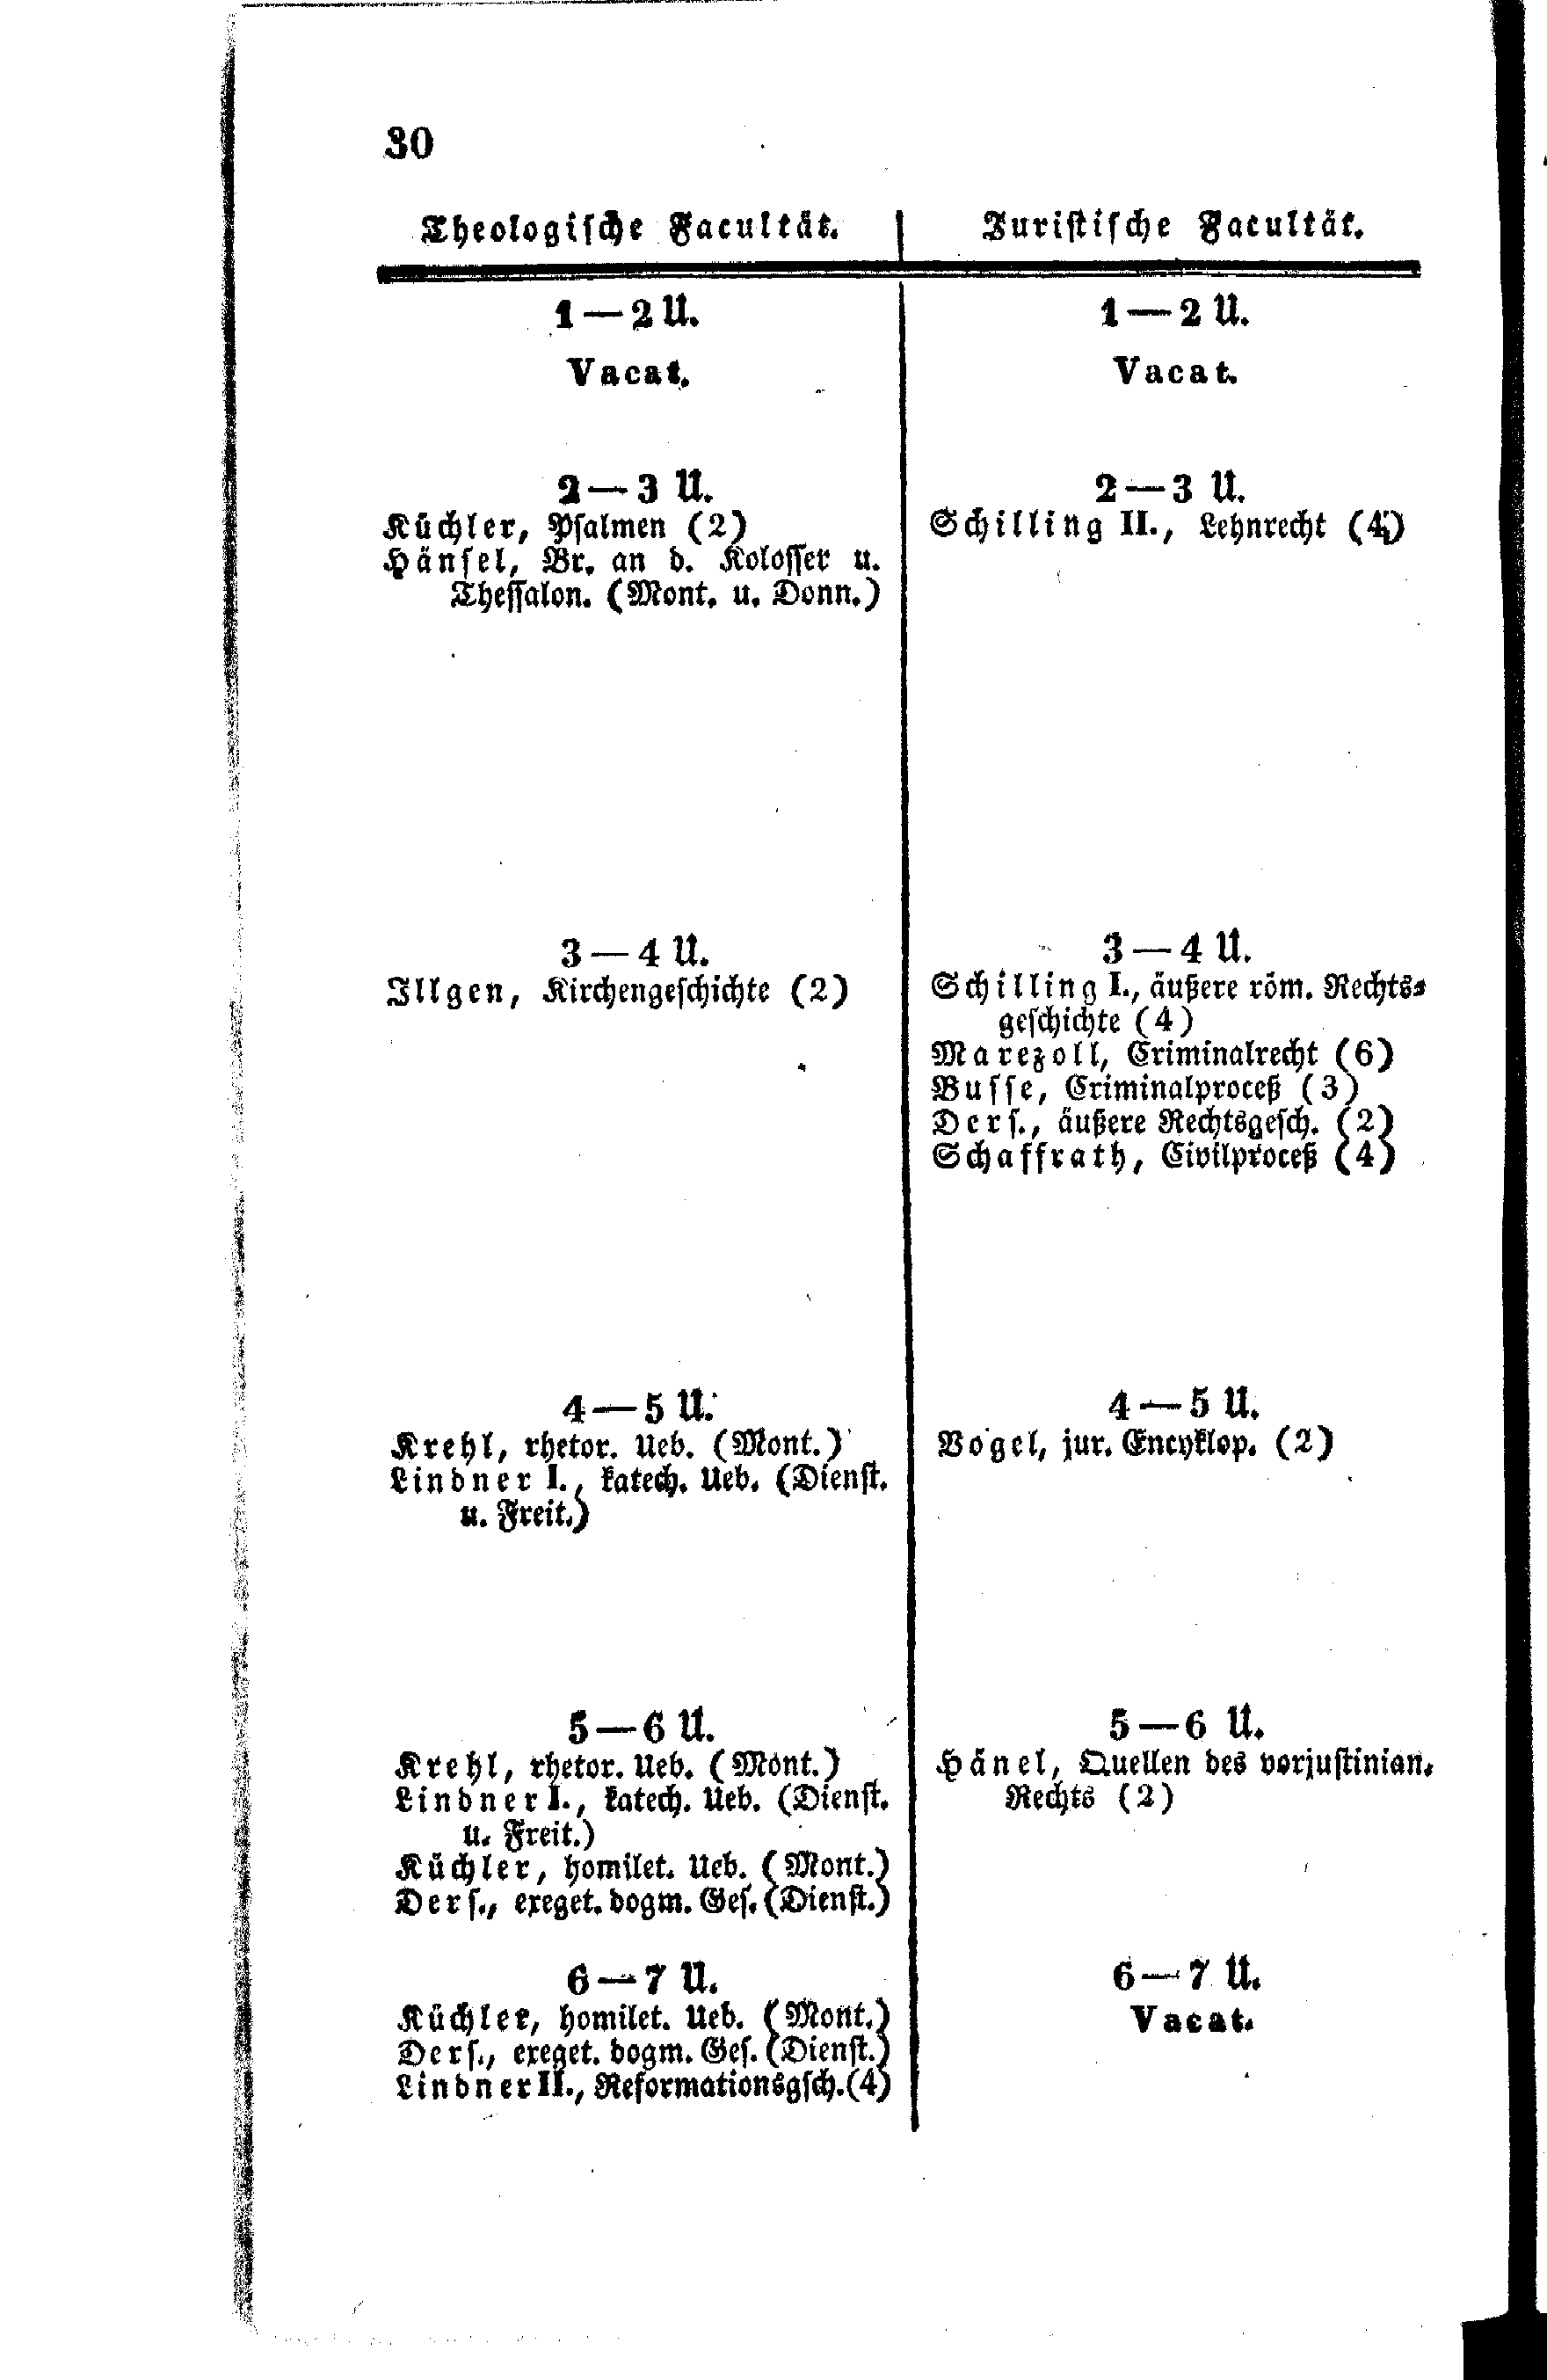 30
Theologische Facultät.
1—2 U.
Vacat.
2—3 U.
Küchler, Psalmen (2)
Hänsel, Br. an d. Kolosser u.
Thessalon. (Mont. u. Donn.)
3—4 U.
Illgen, Kirchengeschichte (2)
4—5 U.
Krehl, rhetor. Ueb. (Mont.)
Lindner I., katech. Ueb. (Dienst.
u. Freit.)
5—6 U.
Krehl, rhetor. Ueb. (Mont.)
Lindner I., katech. Ueb. (Dienst.
u. Freit.)
Küchler, homilet. Ueb. (Mont.)
Ders., exeget. dogm. Ges. (Dienst.)
6—7 U.
Küchler, homilet. Ueb. (Mont.)
Ders., exeget. dogm. Ges. (Dienst.)
Lindner II., Reformationsgsch. (4)
Juristische Facultät.
1—2 U.
Vacat.
2—3 U.
Schilling II., Lehnrecht (4)
3—4 U.
Schilling I., äußere röm. Rechts-
geschichte (4)
Marezoll, Criminalrecht (6)
Busse, Criminalproceß (3)
Ders., äußere Rechtsgesch. (2)
Schaffrath, Civilproceß (4)
4—5 U.
Vogel, jur. Encyklop. (2)
5—6 U.
Hänel, Quellen des vorjustinian.
Rechts (2)
6—7 U.
Vacat.